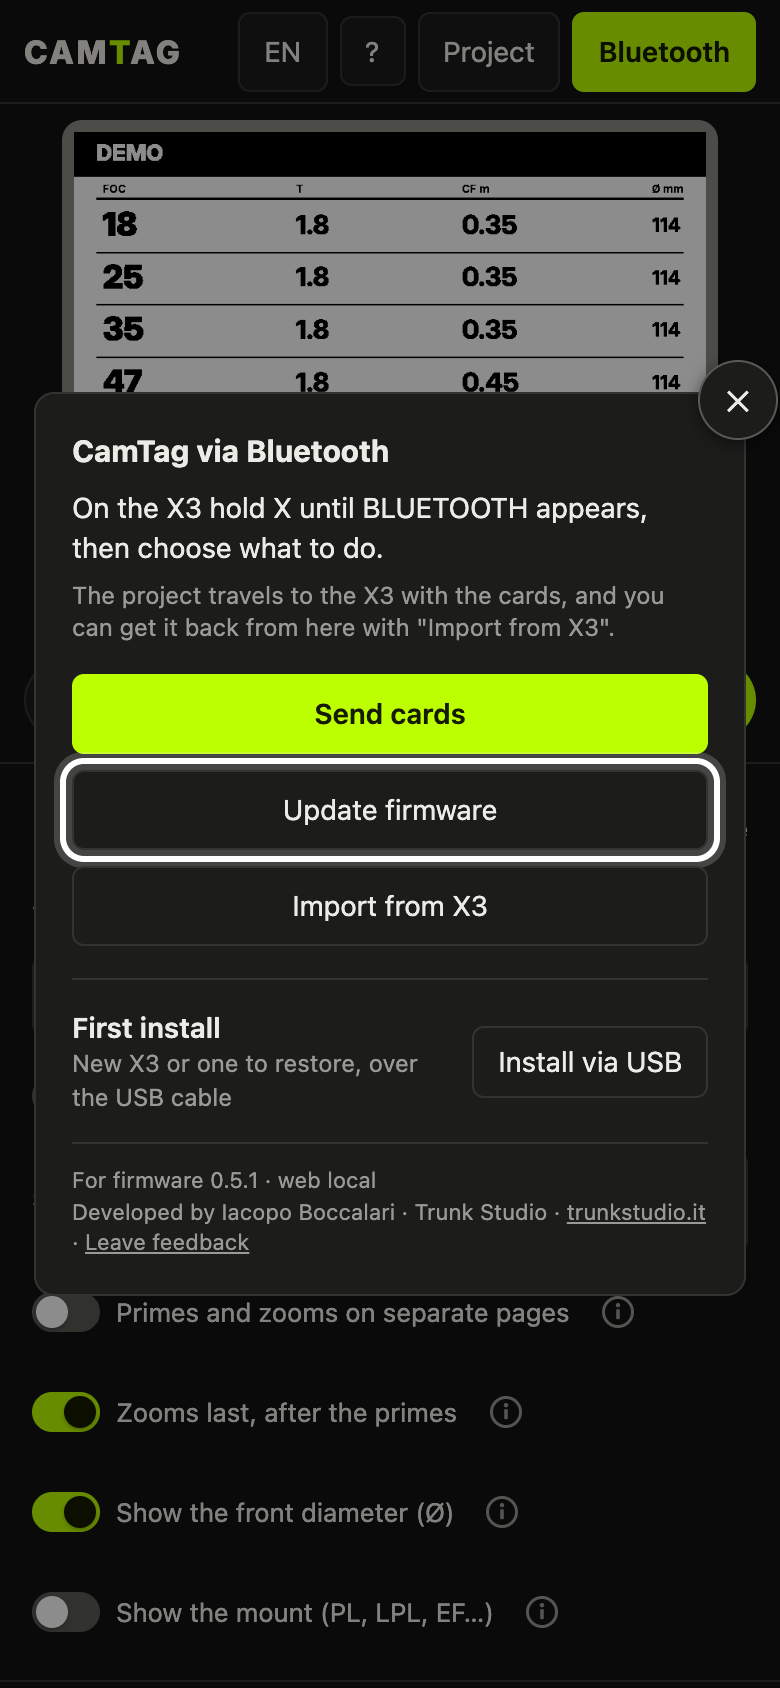 CAMTAG
EN
?
Project
Bluetooth
DEMO
FOC T CF m Ø mm
18 1.8 0.35 114
25 1.8 0.35 114
35 1.8 0.35 114
47 1.8 0.45 114
CamTag via Bluetooth
On the X3 hold X until BLUETOOTH appears,
then choose what to do.
The project travels to the X3 with the cards, and you
can get it back from here with "Import from X3".
Send cards
Update firmware
Import from X3
First install
New X3 or one to restore, over
the USB cable
Install via USB
For firmware 0.5.1 · web local
Developed by Iacopo Boccalari · Trunk Studio · trunkstudio.it
· Leave feedback
Primes and zooms on separate pages
Zooms last, after the primes
Show the front diameter (Ø)
Show the mount (PL, LPL, EF...)